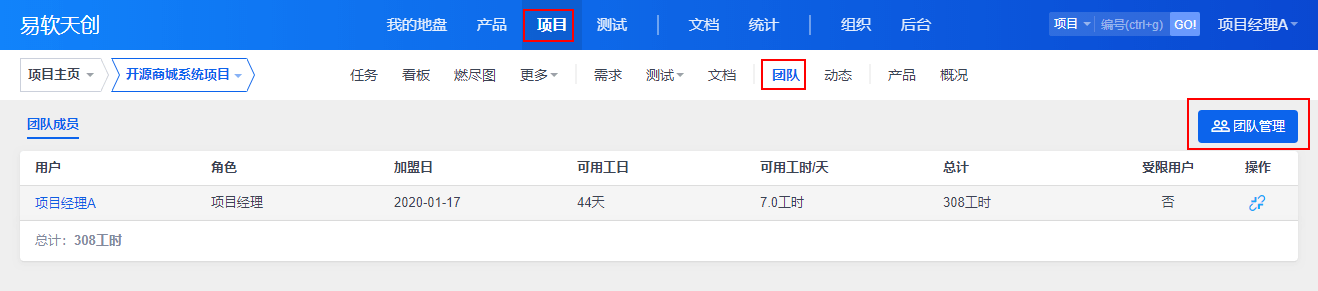 易软天创 我的地盘 产品 项目 测试 文档 统计 组织 后台 项目 编号(ctrl+g) GO! 项目经理A
项目主页 开源商城系统项目 任务 看板 燃尽图 更多 需求 测试 文档 团队 动态 产品 概况
团队成员 团队管理
用户 角色 加盟日 可用工日 可用工时/天 总计 受限用户 操作
项目经理A 项目经理 2020-01-17 44天 7.0工时 308工时 否
总计：308工时